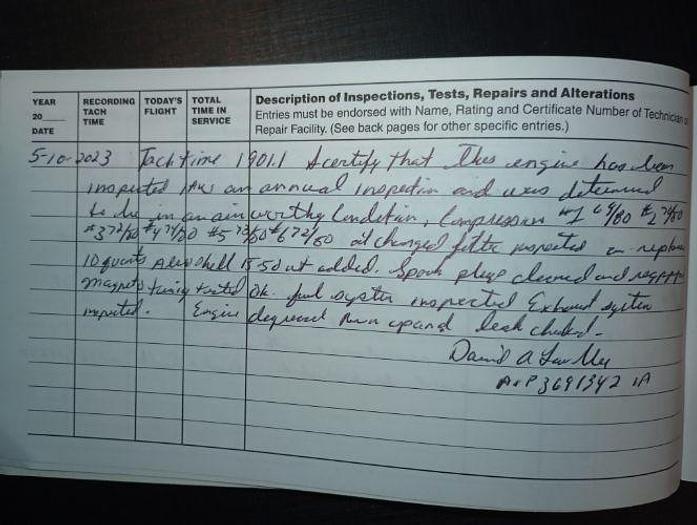 YEAR
20____
DATE
RECORDING TACH TIME
TODAY'S FLIGHT
TOTAL TIME IN SERVICE
Description of Inspections, Tests, Repairs and Alterations
Entries must be endorsed with Name, Rating and Certificate Number of Technician or
Repair Facility. (See back pages for other specific entries.)
5-10-2023 Tach time 1901.1 I certify that this engine has been
inspected IAW an annual inspection and was determined
to be in an airworthy Condition, Compression #1 69/80 #2 74/80
#3 72/80 #4 74/80 #5 73/80 #6 72/80 oil changed filter inspected replace
10 quarts Aeroshell 15 50 wt added. Spark plugs cleaned and
magneto timing tested ok. fuel system inspected Exhaust system
inspected. Engine degreased run up and leak checked.
David A
A+P 3691342 IA